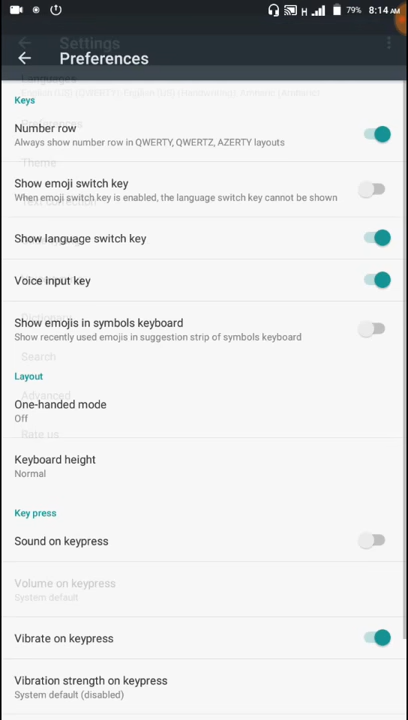 H 79% 8:14 AM
Settings
Preferences
Languages
Keys
Number row
Always show number row in QWERTY, QWERTZ, AZERTY layouts
Theme
Show emoji switch key
When emoji switch key is enabled, the language switch key cannot be shown
Show language switch key
Voice input key
Show emojis in symbols keyboard
Show recently used emojis in suggestion strip of symbols keyboard
Search
Layout
Advanced
One-handed mode
Off
Rate us
Keyboard height
Normal
Key press
Sound on keypress
Volume on keypress
System default
Vibrate on keypress
Vibration strength on keypress
System default (disabled)